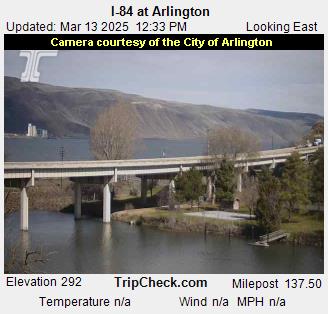 I-84 at Arlington
Updated: Mar 13 2025 12:33 PM Looking East
Camera courtesy of the City of Arlington
Elevation 292 TripCheck.com Milepost 137.50
Temperature n/a Wind n/a MPH n/a